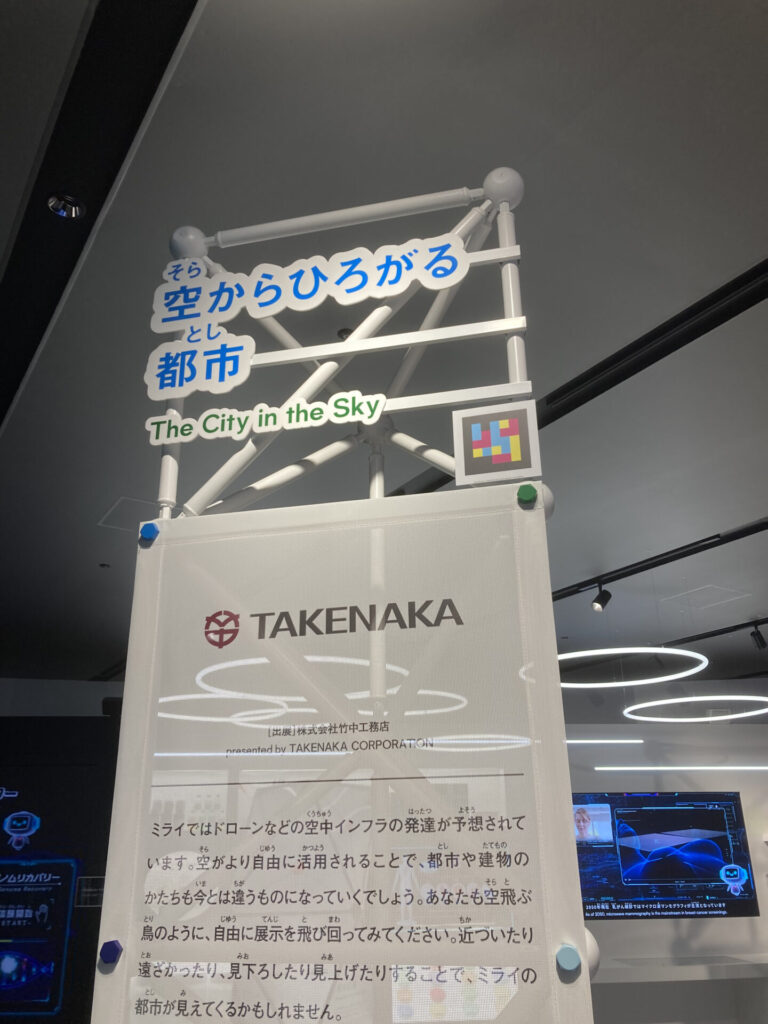 空からひろがる
都市
The City in the Sky
TAKENAKA
[出展]株式会社竹中工務店
presented by TAKENAKA CORPORATION
ミライではドローンなどの空中インフラの発達が予想されて
います。空がより自由に活用されることで、都市や建物の
かたちも今とは違うものになっていくでしょう。あなたも空飛ぶ
鳥のように、自由に展示を飛び回ってみてください。近づいたり
遠ざかったり、見下ろしたり見上げたりすることで、ミライの
都市が見えてくるかもしれません。